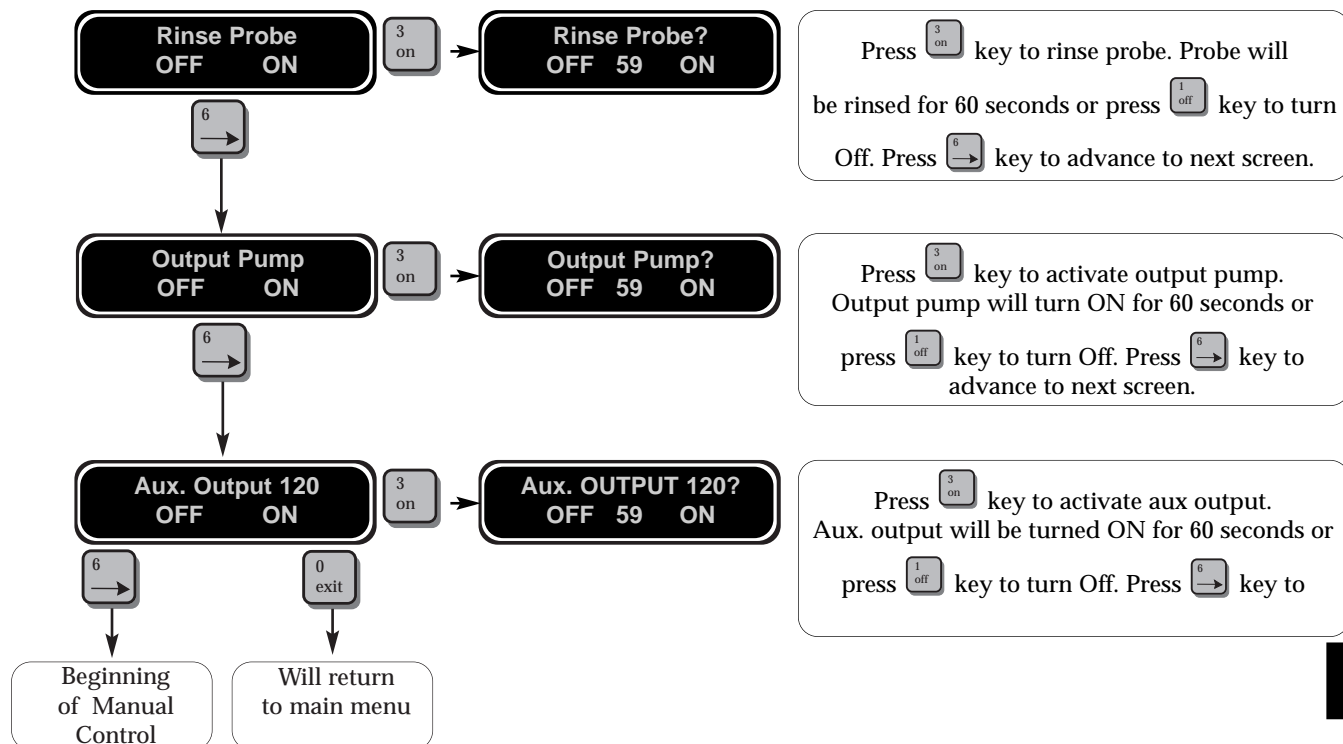 Rinse Probe
OFF ON
3
on
Rinse Probe?
OFF 59 ON
Press 3 on key to rinse probe. Probe will
be rinsed for 60 seconds or press 1 off key to turn
Off. Press 6 key to advance to next screen.
6
Output Pump
OFF ON
3
on
Output Pump?
OFF 59 ON
Press 3 on key to activate output pump.
Output pump will turn ON for 60 seconds or
press 1 off key to turn Off. Press 6 key to
advance to next screen.
6
Aux. Output 120
OFF ON
3
on
Aux. OUTPUT 120?
OFF 59 ON
Press 3 on key to activate aux output.
Aux. output will be turned ON for 60 seconds or
press 1 off key to turn Off. Press 6 key to
6
0
exit
Beginning
of Manual
Control
Will return
to main menu